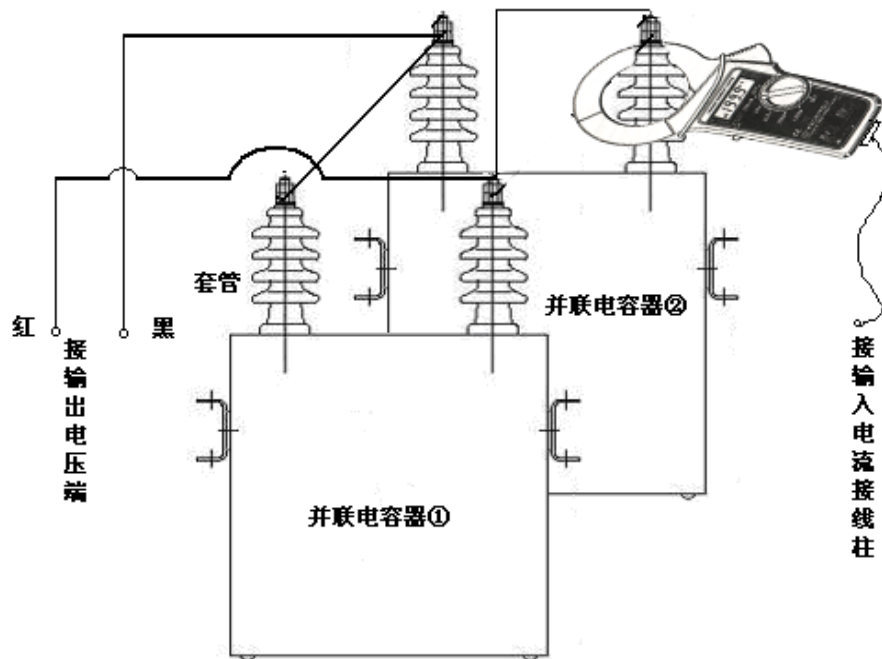 套管
并联电容器②
红
黑
接输出电压端
接输入电流接线柱
并联电容器①